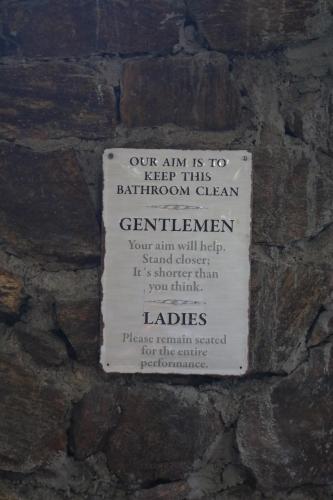 OUR AIM IS TO
KEEP THIS
BATHROOM CLEAN
GENTLEMEN
Your aim will help.
Stand closer;
It´s shorter than
you think.
LADIES
Please remain seated
for the entire
performance.